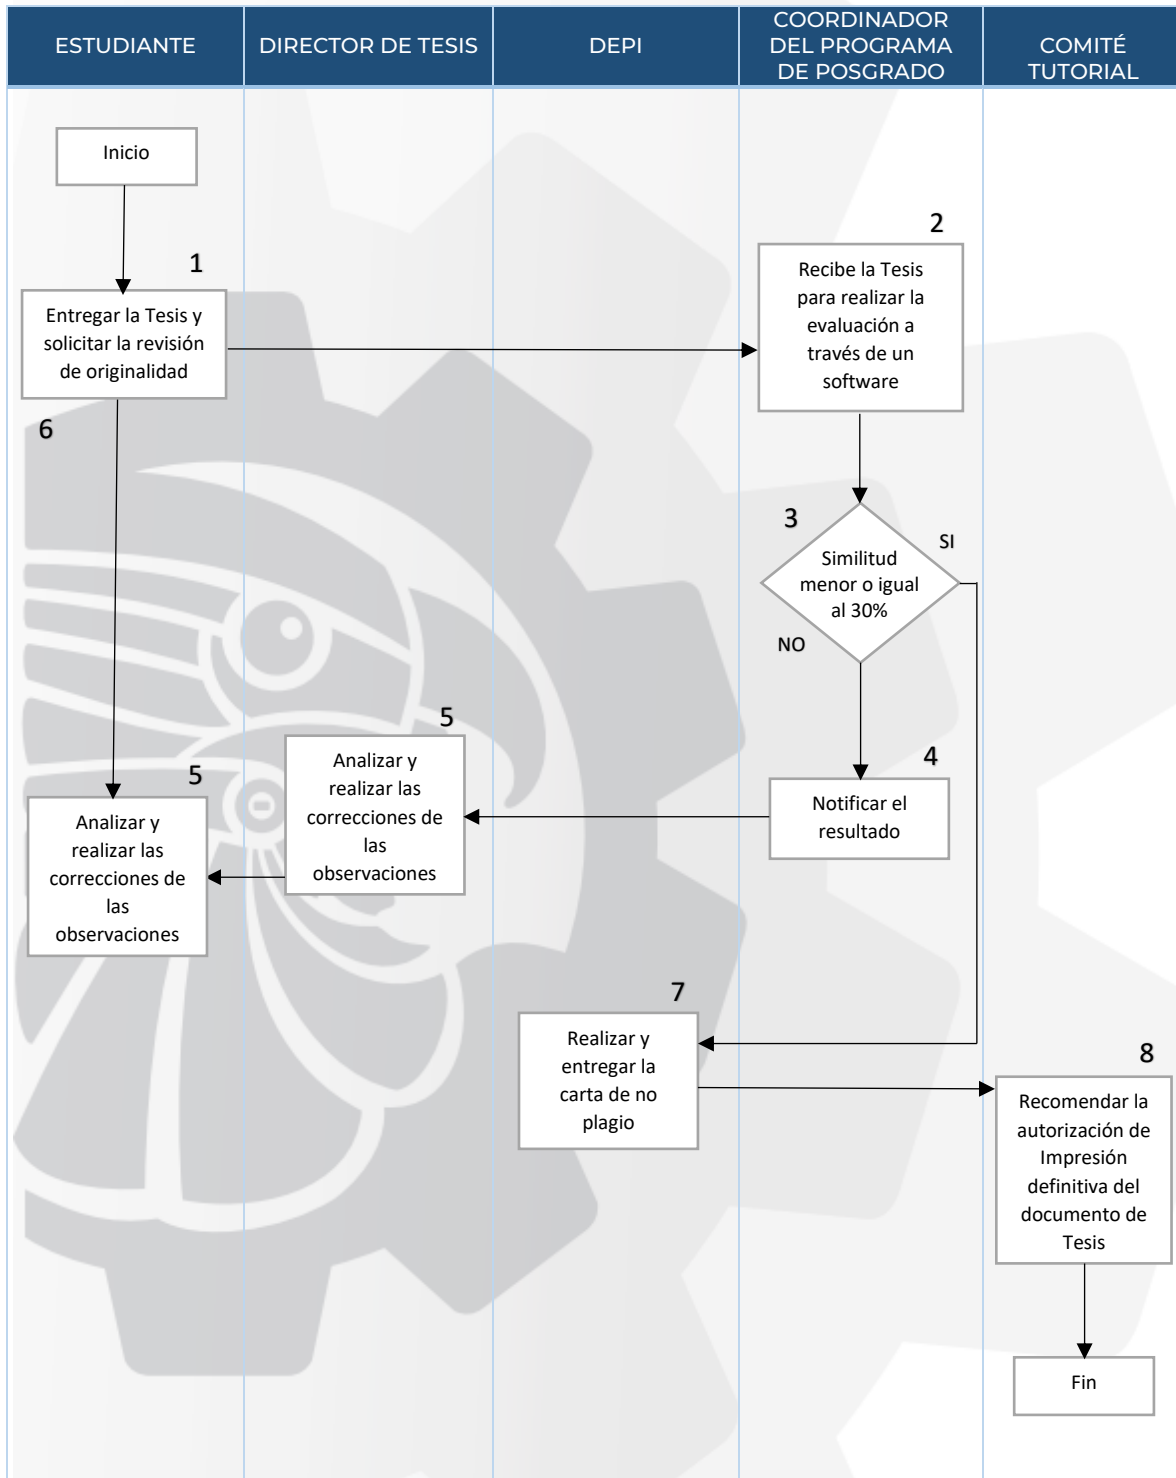 ESTUDIANTE
DIRECTOR DE TESIS
DEPI
COORDINADOR
DEL PROGRAMA
DE POSGRADO
COMITÉ
TUTORIAL
Inicio
1
Entregar la Tesis y
solicitar la revisión
de originalidad
2
Recibe la Tesis
para realizar la
evaluación a
través de un
software
3
Similitud
menor o igual
al 30%
SI
NO
4
Notificar el
resultado
5
Analizar y
realizar las
correcciones de
las
observaciones
5
Analizar y
realizar las
correcciones de
las
observaciones
6
7
Realizar y
entregar la
carta de no
plagio
8
Recomendar la
autorización de
Impresión
definitiva del
documento de
Tesis
Fin